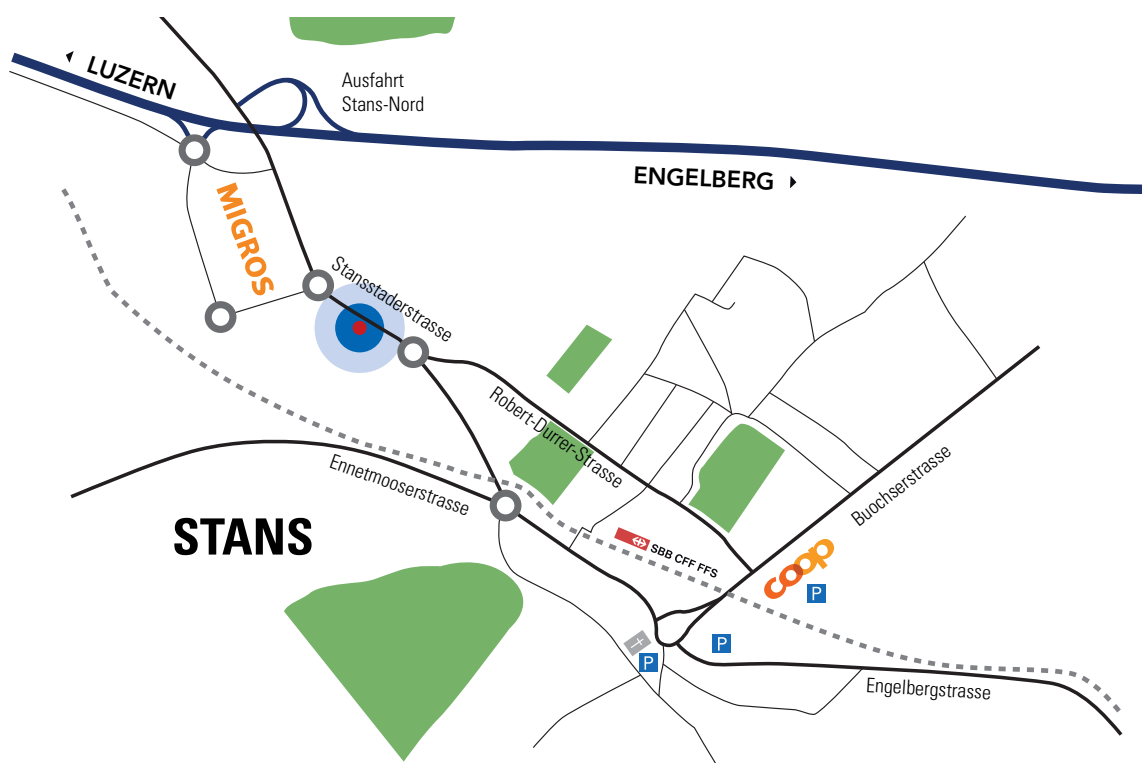 LUZERN
Ausfahrt
Stans-Nord
ENGELBERG
MIGROS
Stansstaderstrasse
Robert-Durrer-Strasse
Ennetmooserstrasse
Buochserstrasse
STANS
SBB CFF FFS
coop
P
P
P
Engelbergstrasse